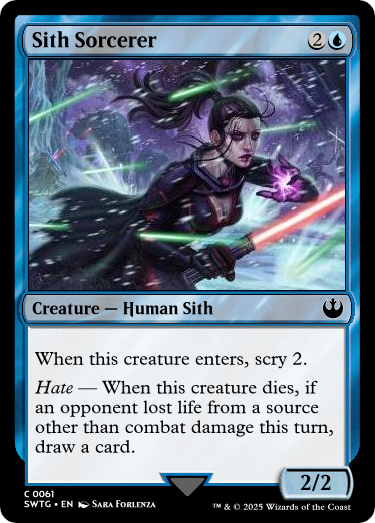 Sith Sorcerer 2
Creature — Human Sith
When this creature enters, scry 2.
Hate — When this creature dies, if
an opponent lost life from a source
other than combat damage this turn,
draw a card.
2/2
C 0061
SWTG • EN Sara Forlenza
™ & © 2025 Wizards of the Coast